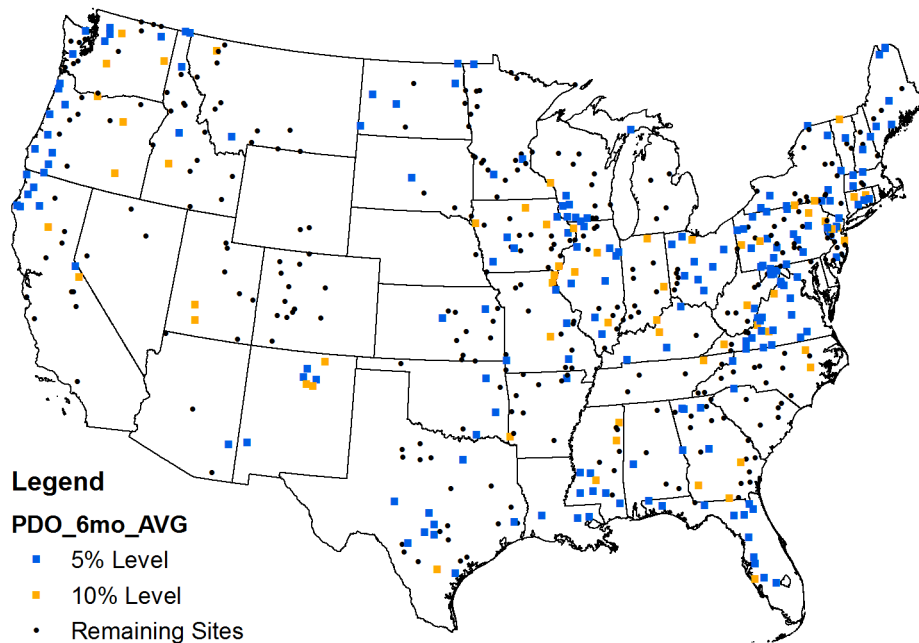 Legend
PDO_6mo_AVG
5% Level
10% Level
Remaining Sites